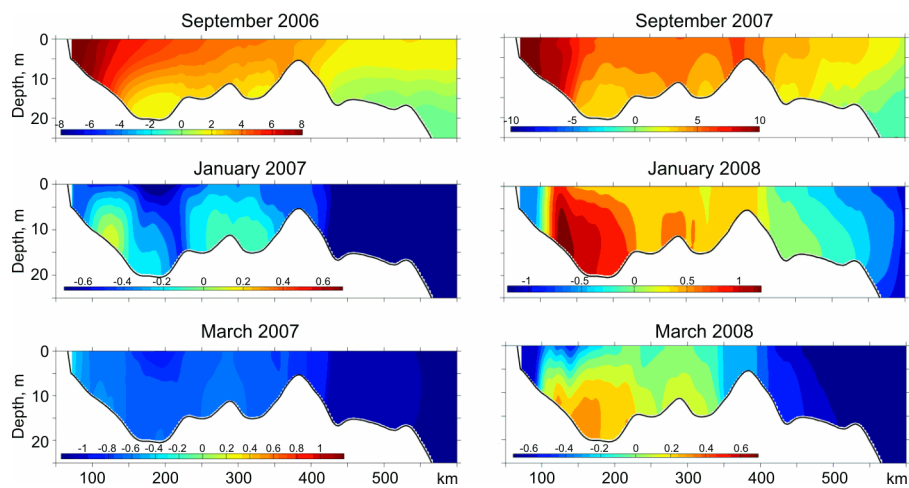 September 2006
September 2007
Depth, m
0
10
20
-8 -6 -4 -2 0 2 4 6 8
-10 -5 0 5 10
100 200 300 400 500
January 2007
January 2008
Depth, m
0
10
20
-0.6 -0.4 -0.2 0 0.2 0.4 0.6
-1 -0.5 0 0.5 1
March 2007
March 2008
Depth, m
0
10
20
-1 -0.8 -0.6 -0.4 -0.2 0 0.2 0.4 0.6 0.8 1
-0.6 -0.4 -0.2 0 0.2 0.4 0.6
100 200 300 400 500 km
100 200 300 400 500 km